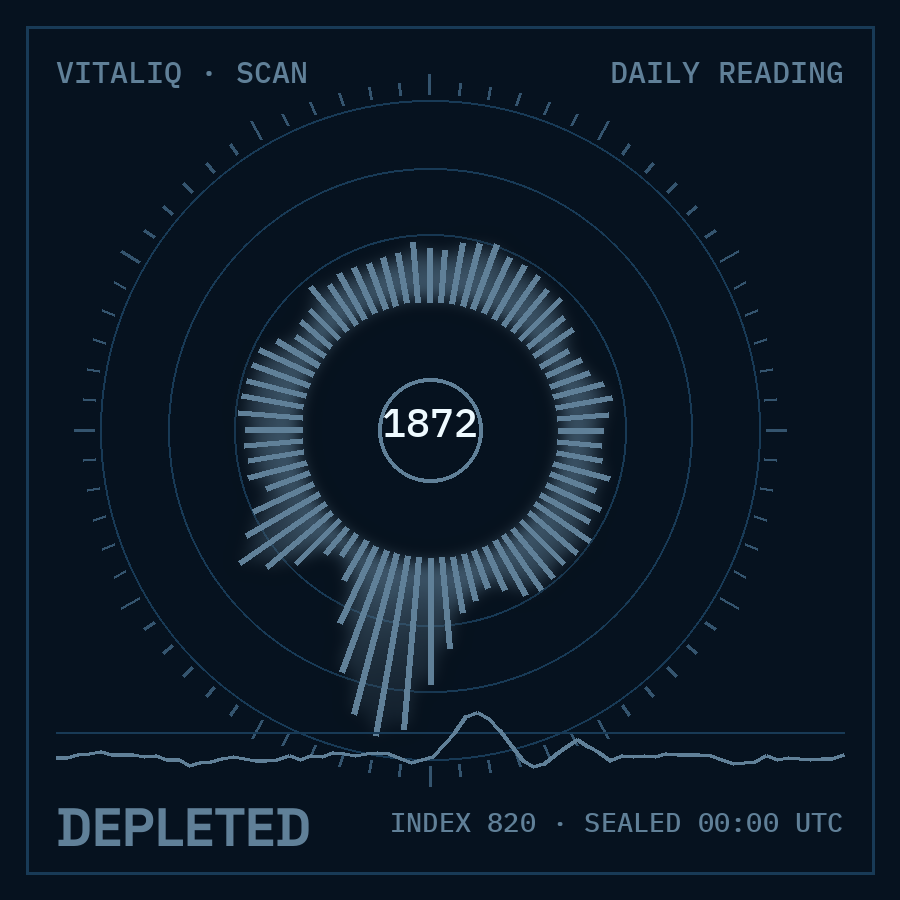 VITALIQ · SCAN
DAILY READING
1872
DEPLETED
INDEX 820 · SEALED 00:00 UTC